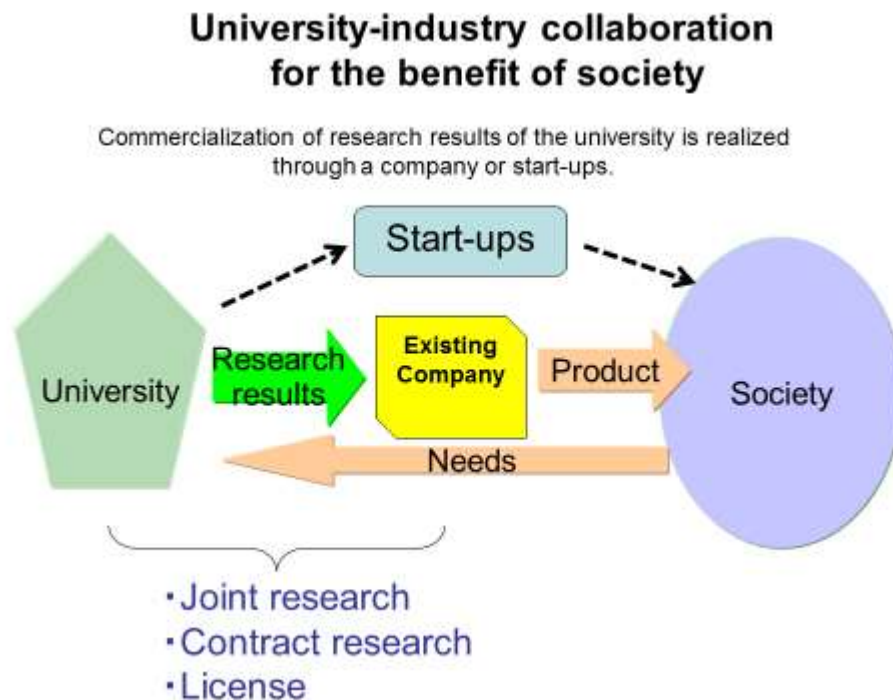 University-industry collaboration
for the benefit of society
Commercialization of research results of the university is realized
through a company or start-ups.
Start-ups
University
Research
results
Existing
Company
Product
Society
Needs
・Joint research
・Contract research
・License